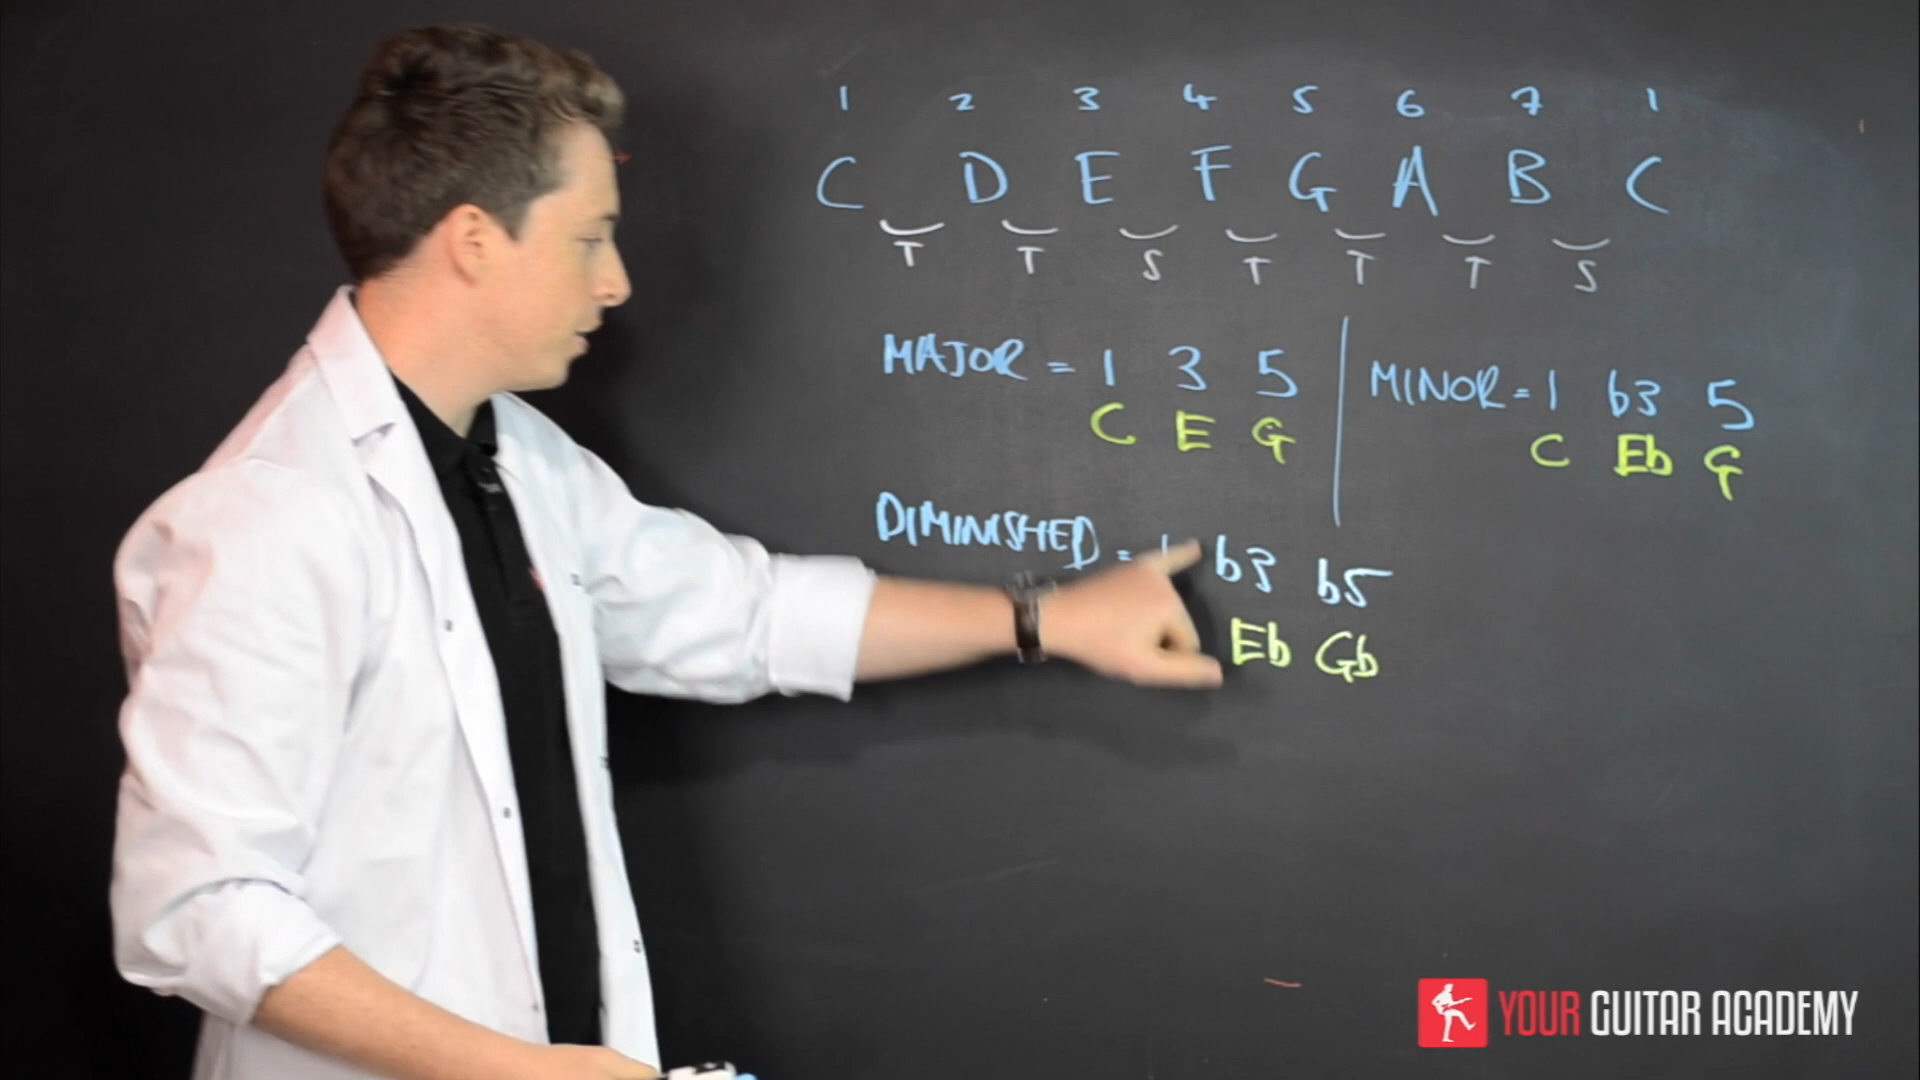 1 2 3 4 5 6 7 1
C D E F G A B C
T T S T T T S
MAJOR = 1 3 5
C E G
MINOR = 1 b3 5
C Eb G
DIMINISHED = b3 b5
Eb Gb
YOUR GUITAR ACADEMY